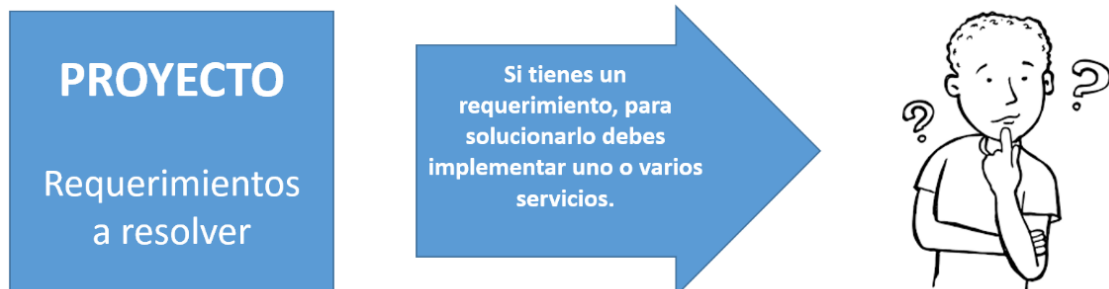 PROYECTO
Requerimientos
a resolver
Si tienes un
requerimiento, para
solucionarlo debes
implementar uno o varios
servicios.
?
?